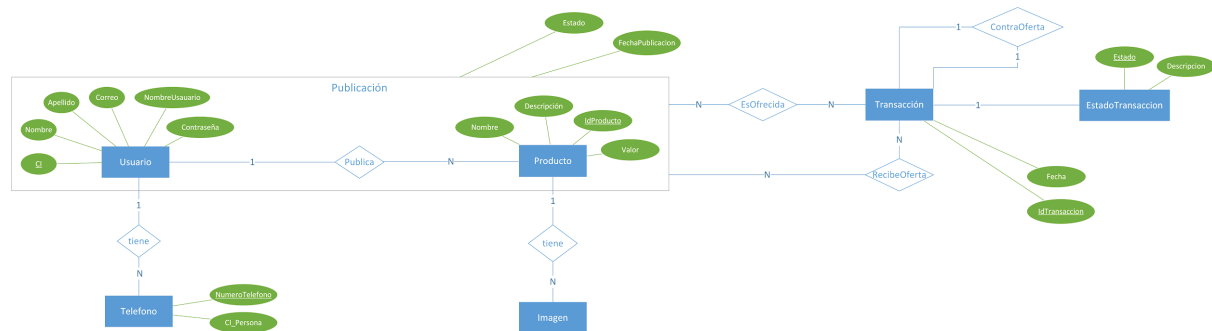 Estado
ContraOferta
1
1
FechaPublicacion
Estado
Descripcion
Publicación
Apellido
Correo
NombreUsuario
Descripción
Nombre
Contraseña
Nombre
IdProducto
CI
Valor
Usuario
1
Publica
N
Producto
N
EsOfrecida
N
Transacción
1
EstadoTransaccion
N
N
RecibeOferta
Fecha
IdTransaccion
1
1
tiene
tiene
N
N
NumeroTelefono
Telefono
CI_Persona
Imagen